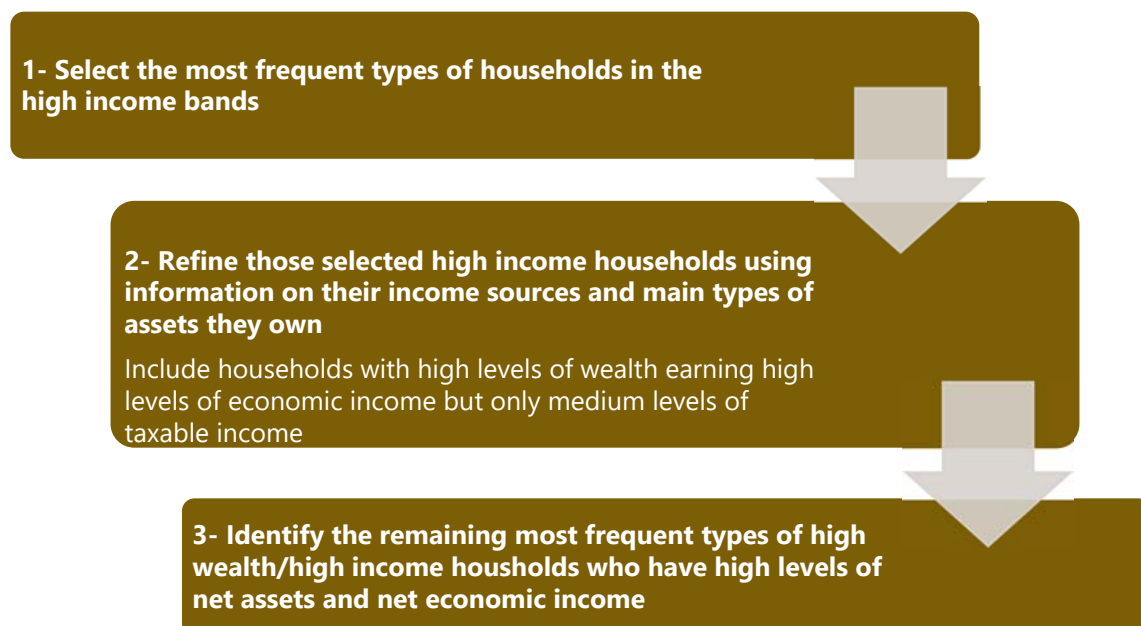 1- Select the most frequent types of households in the
high income bands
2- Refine those selected high income households using
information on their income sources and main types of
assets they own
Include households with high levels of wealth earning high
levels of economic income but only medium levels of
taxable income
3- Identify the remaining most frequent types of high
wealth/high income housholds who have high levels of
net assets and net economic income